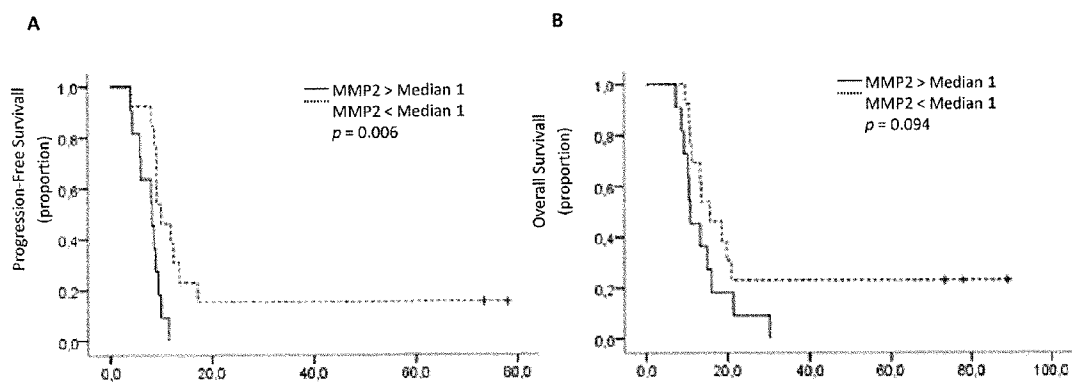 A
Progression-Free Survivall
(proportion)
1,0
0,8
0,6
0,4
0,2
0,0
0,0
20,0
40,0
60,0
80,0
MMP2 > Median 1
MMP2 < Median 1
p = 0.006
B
Overall Survivall
(proportion)
1,0
0,8
0,6
0,4
0,2
0,0
0,0
20,0
40,0
60,0
80,0
100,0
MMP2 > Median 1
MMP2 < Median 1
p = 0.094